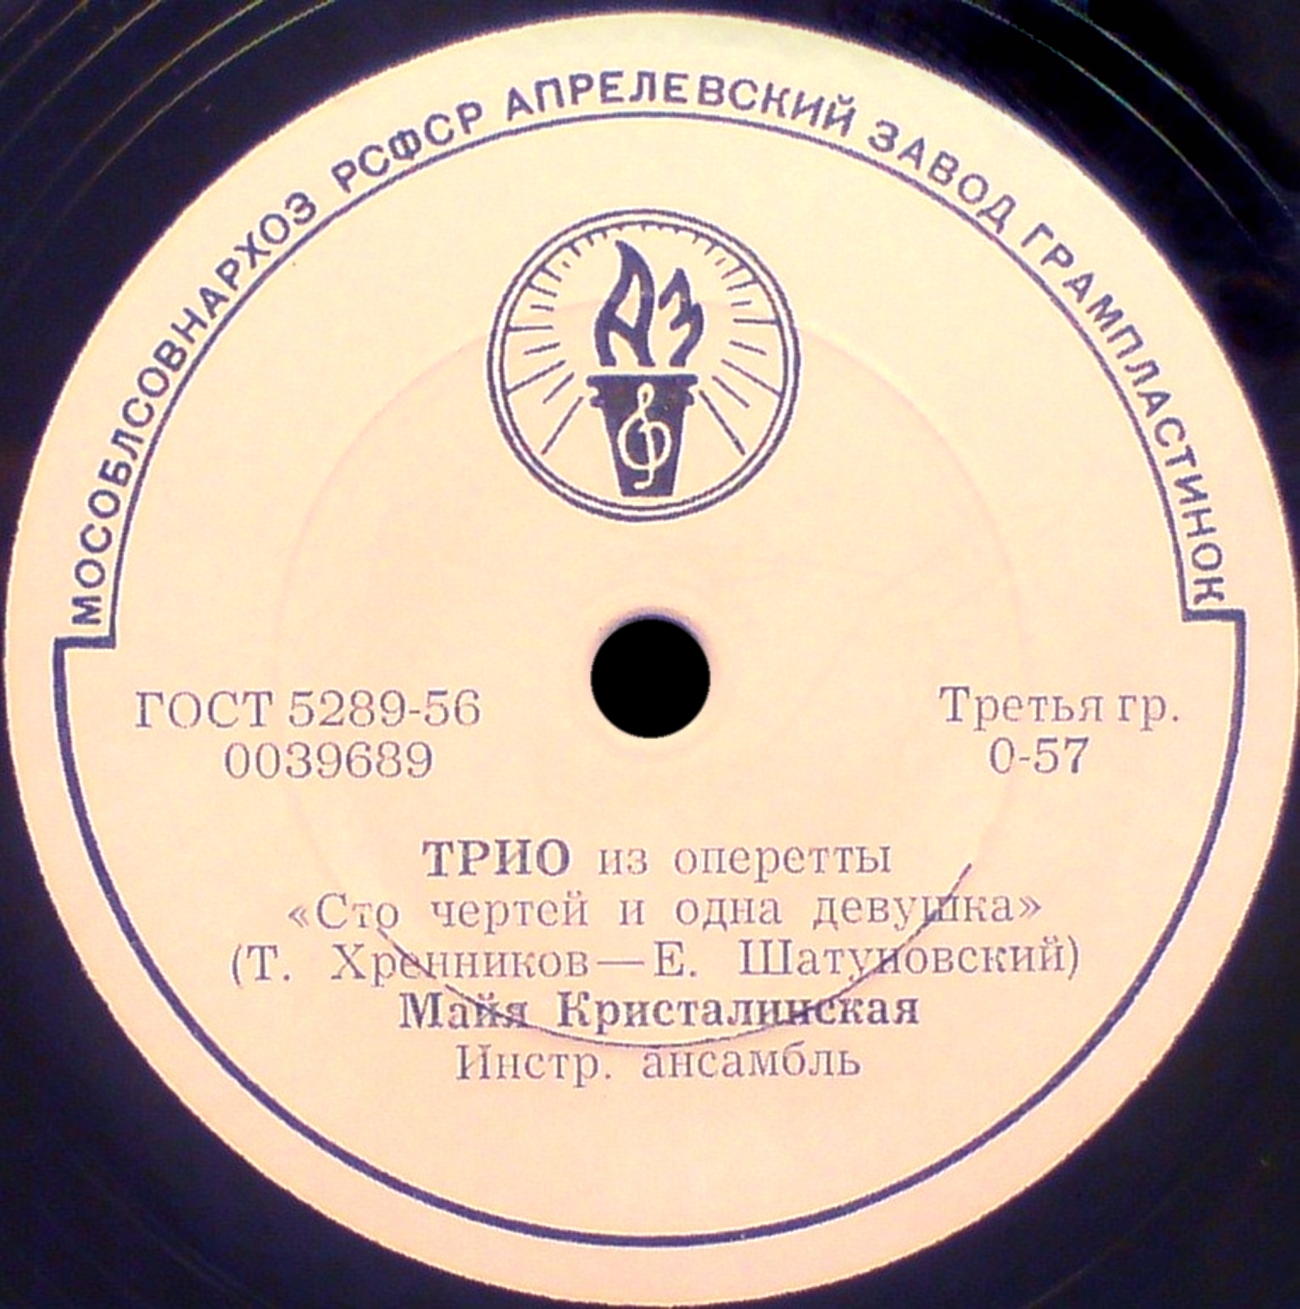 МОСОБЛСОВНАРХОЗ РСФСР АПРЕЛЕВСКИЙ ЗАВОД ГРАМПЛАСТИНОК
АЗ
ГОСТ 5289-56
0039689
Третья гр.
0-57
ТРИО из оперетты
«Сто чертей и одна девушка»
(Т. Хренников—Е. Шатуновский)
Майя Кристалинская
Инстр. ансамбль